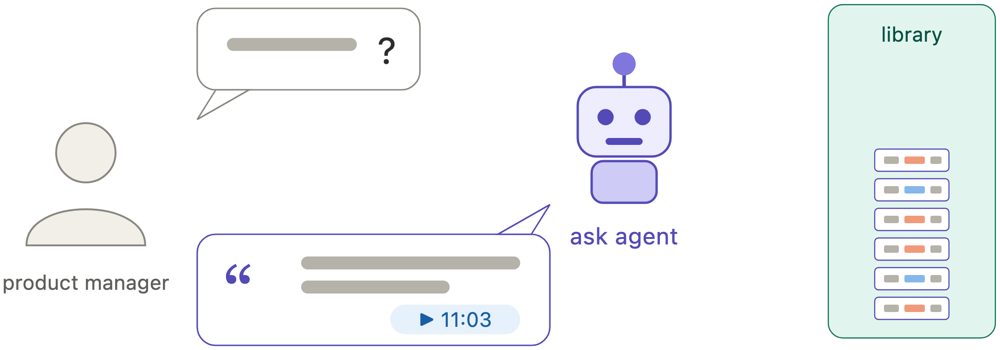 ?
library
ask agent
“
▶ 11:03
product manager